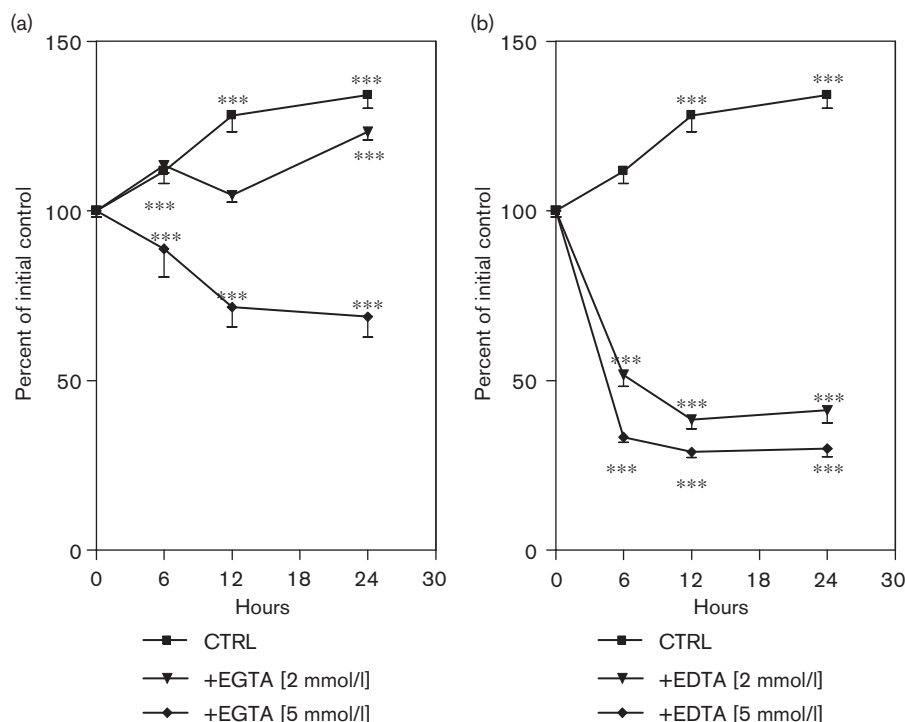 (a)
150
100
50
0
Percent of initial control
***
***
***
***
***
***
***
0 6 12 18 24 30
Hours
CTRL
+EGTA [2 mmol/l]
+EGTA [5 mmol/l]
(b)
150
100
50
0
Percent of initial control
***
***
***
***
***
***
***
***
0 6 12 18 24 30
Hours
CTRL
+EDTA [2 mmol/l]
+EDTA [5 mmol/l]